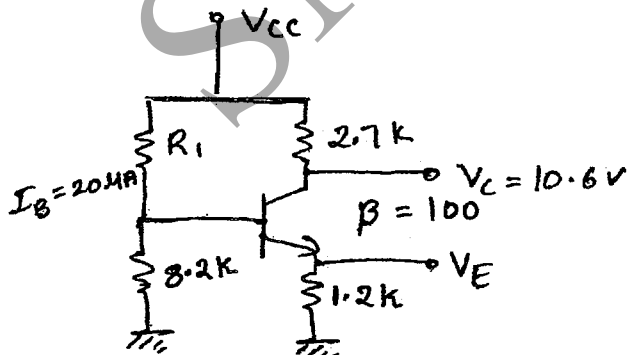 Vcc
R1
2.7K
IB = 20μA
VC = 10.6V
β = 100
8.2K
VE
1.2K